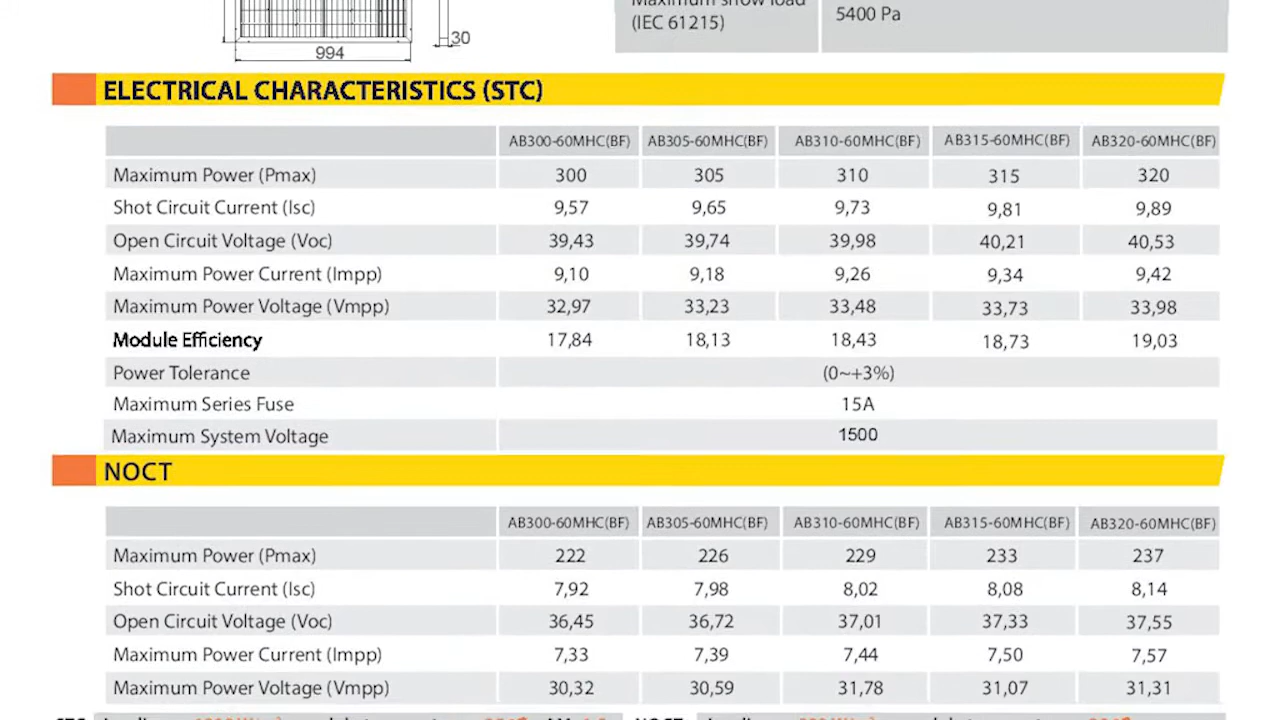 Maximum snow load
(IEC 61215)
5400 Pa
30
994
ELECTRICAL CHARACTERISTICS (STC)
AB300-60MHC(BF) AB305-60MHC(BF) AB310-60MHC(BF) AB315-60MHC(BF) AB320-60MHC(BF)
Maximum Power (Pmax) 300 305 310 315 320
Shot Circuit Current (Isc) 9,57 9,65 9,73 9,81 9,89
Open Circuit Voltage (Voc) 39,43 39,74 39,98 40,21 40,53
Maximum Power Current (Impp) 9,10 9,18 9,26 9,34 9,42
Maximum Power Voltage (Vmpp) 32,97 33,23 33,48 33,73 33,98
Module Efficiency 17,84 18,13 18,43 18,73 19,03
Power Tolerance (0~+3%)
Maximum Series Fuse 15A
Maximum System Voltage 1500
NOCT
AB300-60MHC(BF) AB305-60MHC(BF) AB310-60MHC(BF) AB315-60MHC(BF) AB320-60MHC(BF)
Maximum Power (Pmax) 222 226 229 233 237
Shot Circuit Current (Isc) 7,92 7,98 8,02 8,08 8,14
Open Circuit Voltage (Voc) 36,45 36,72 37,01 37,33 37,55
Maximum Power Current (Impp) 7,33 7,39 7,44 7,50 7,57
Maximum Power Voltage (Vmpp) 30,32 30,59 31,78 31,07 31,31